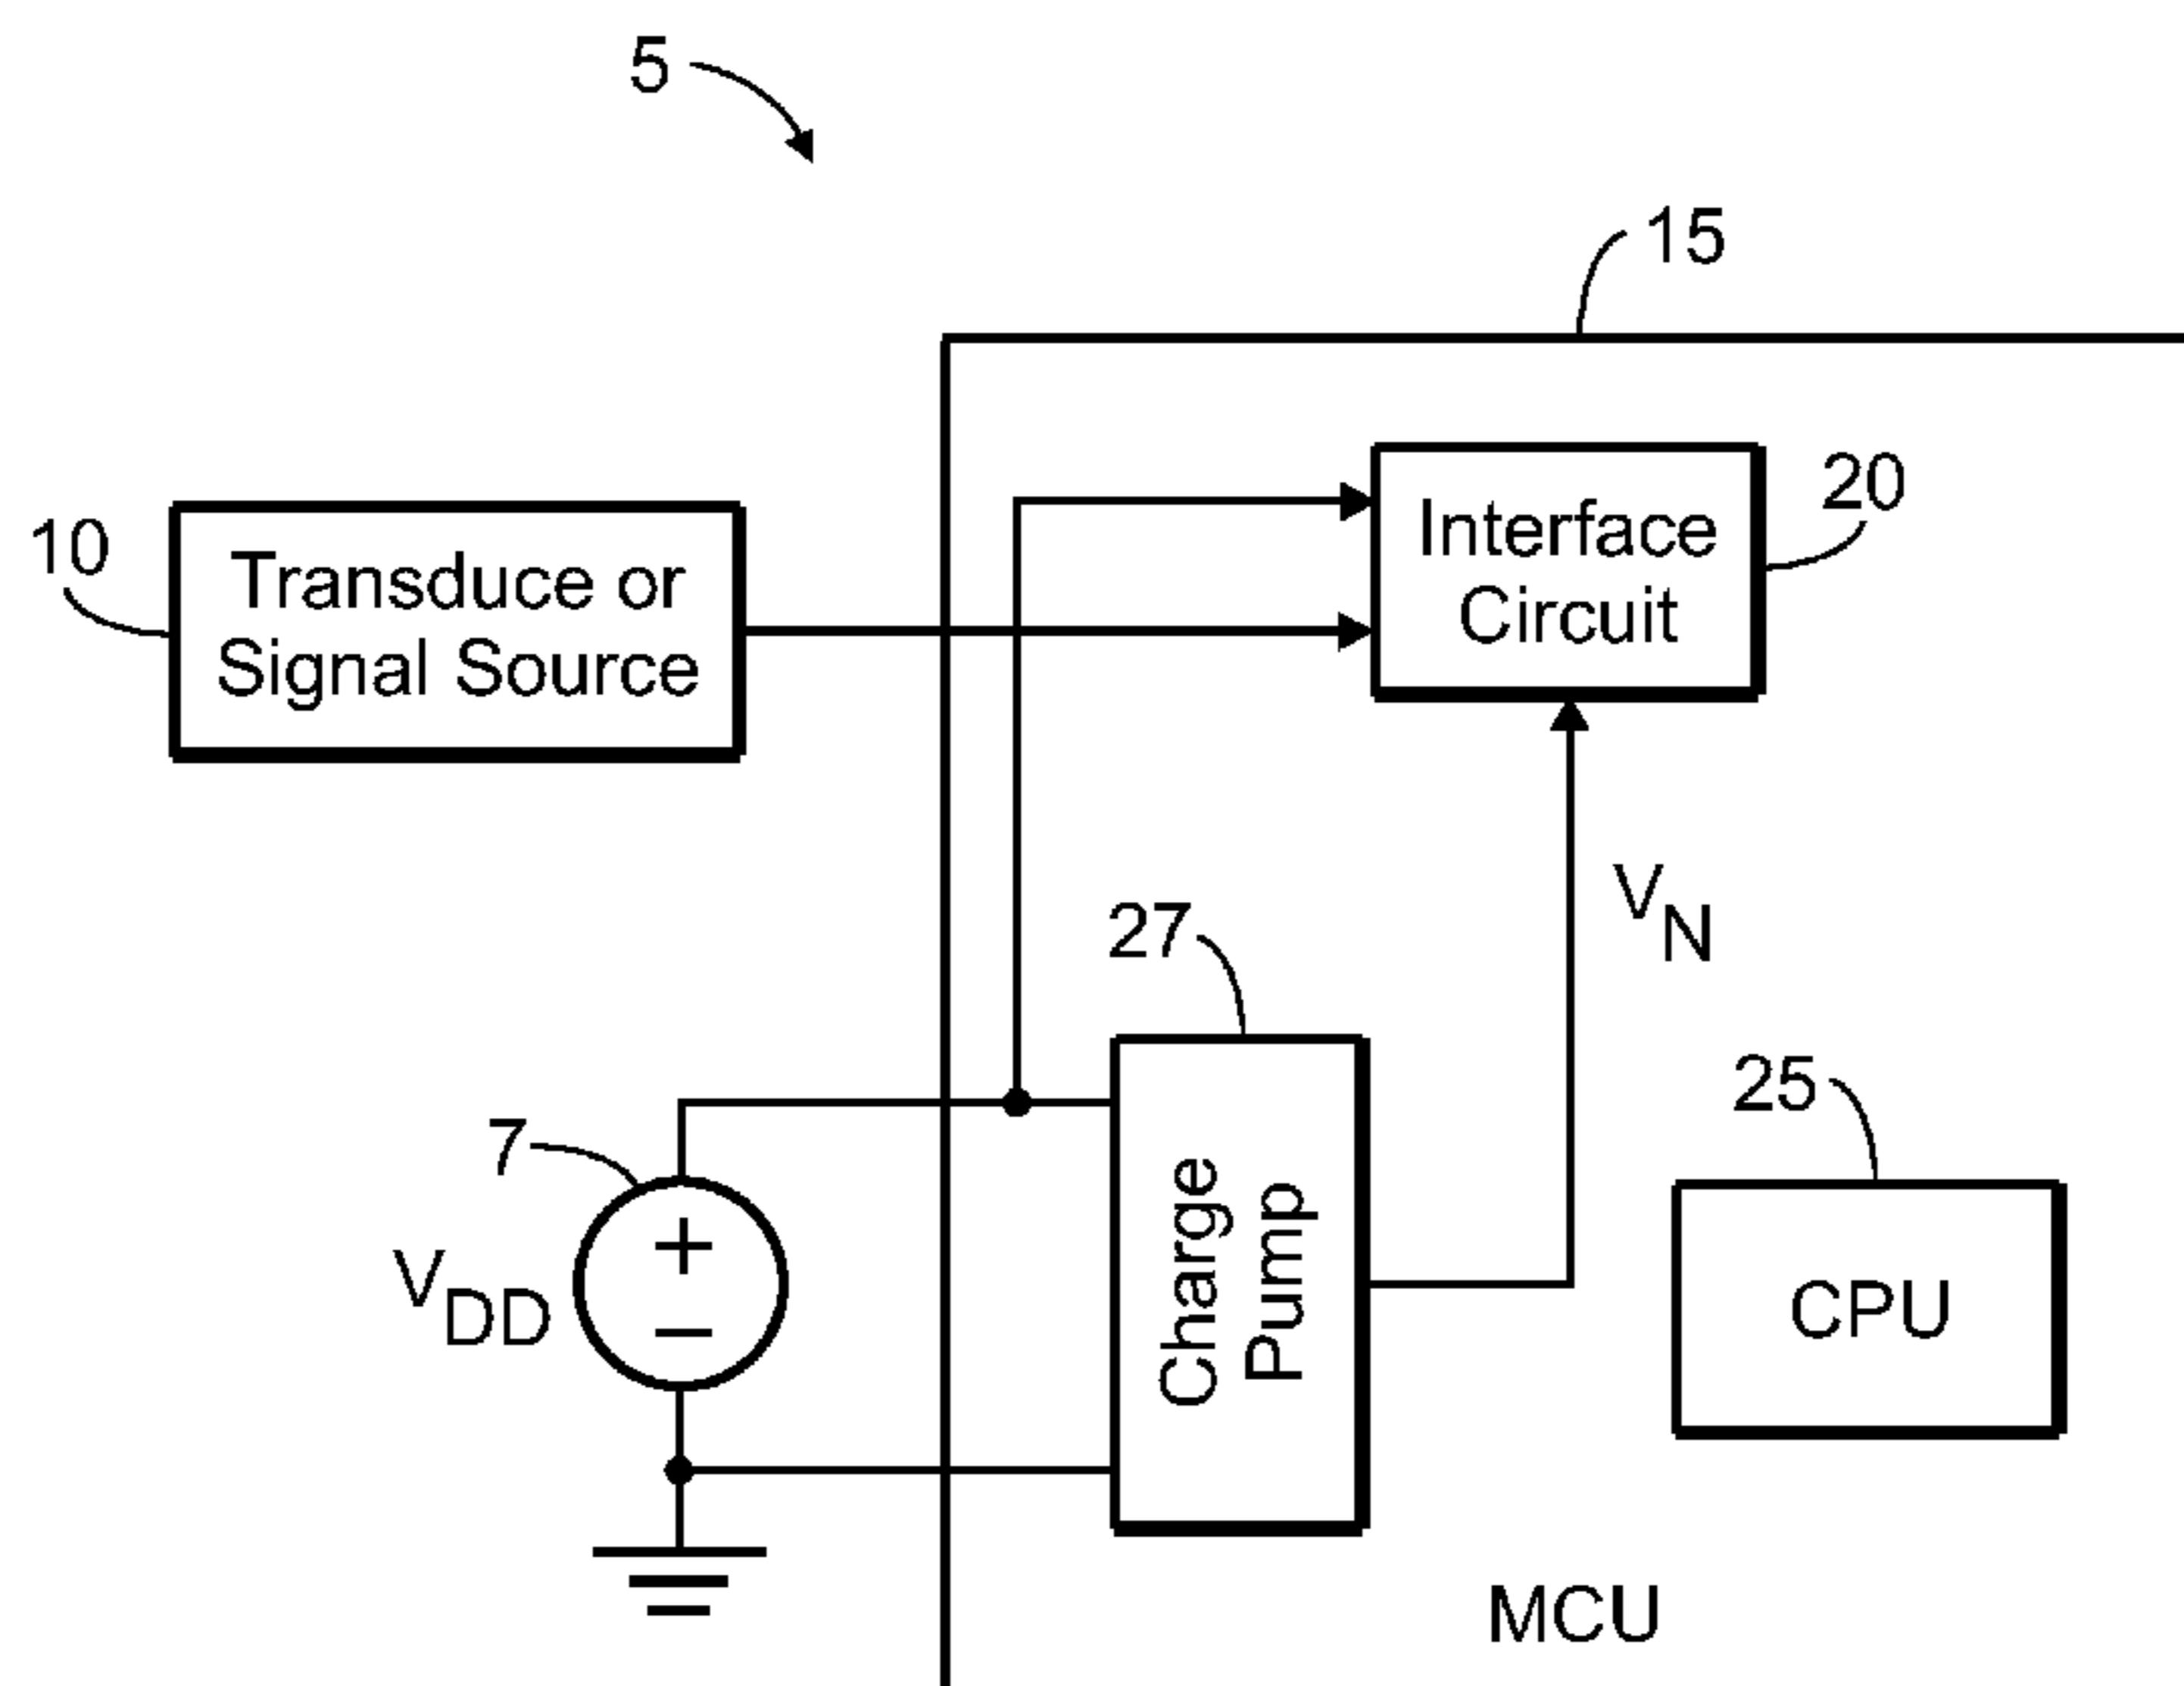 5
15
10
Transduce or
Signal Source
Interface
Circuit
20
VN
27
25
7
VDD
+
−
Charge
Pump
CPU
MCU